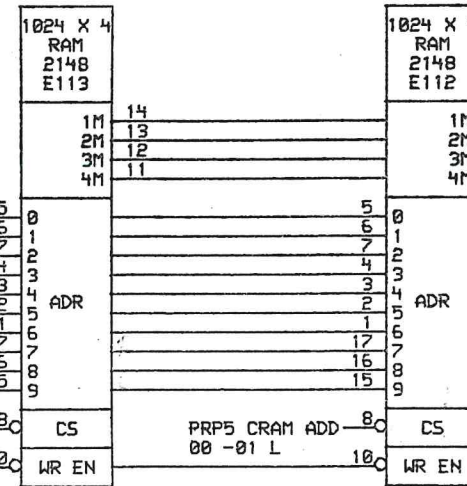 1024 X 4
RAM
2148
E113
1M
2M
3M
4M
14
13
12
11
0
1
2
3
4
5
6
7
8
9
ADR
CS
WR EN
PRP5 CRAM ADD
00 -01 L
1024 X
RAM
2148
E112
1M
2M
3M
4M
5
6
7
4
3
2
1
17
16
15
0
1
2
3
4
5
6
7
8
9
ADR
8
CS
10
WR EN